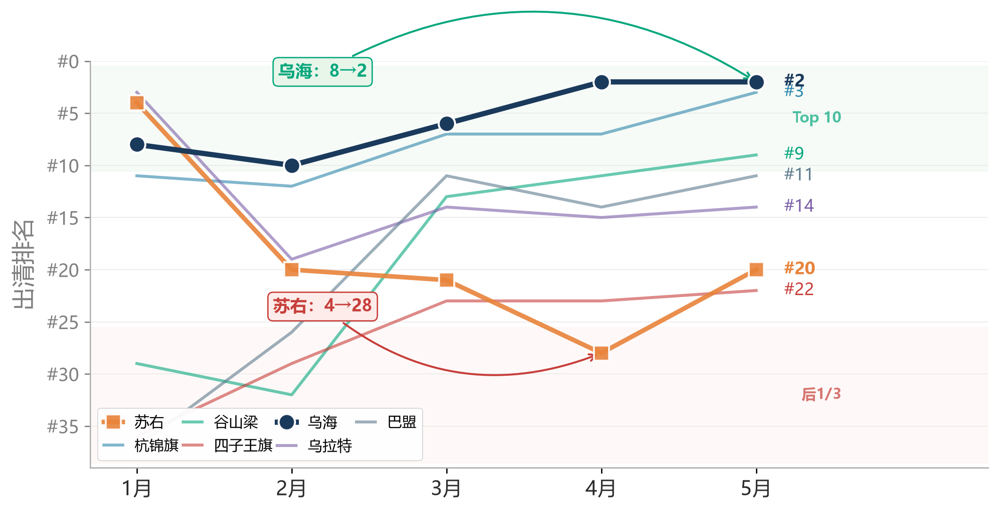 出清排名
#0
#5
#10
#15
#20
#25
#30
#35
乌海：8→2
苏右：4→28
#2
#3
Top 10
#9
#11
#14
#20
#22
后1/3
苏右 谷山梁 乌海 巴盟
杭锦旗 四子王旗 乌拉特
1月 2月 3月 4月 5月